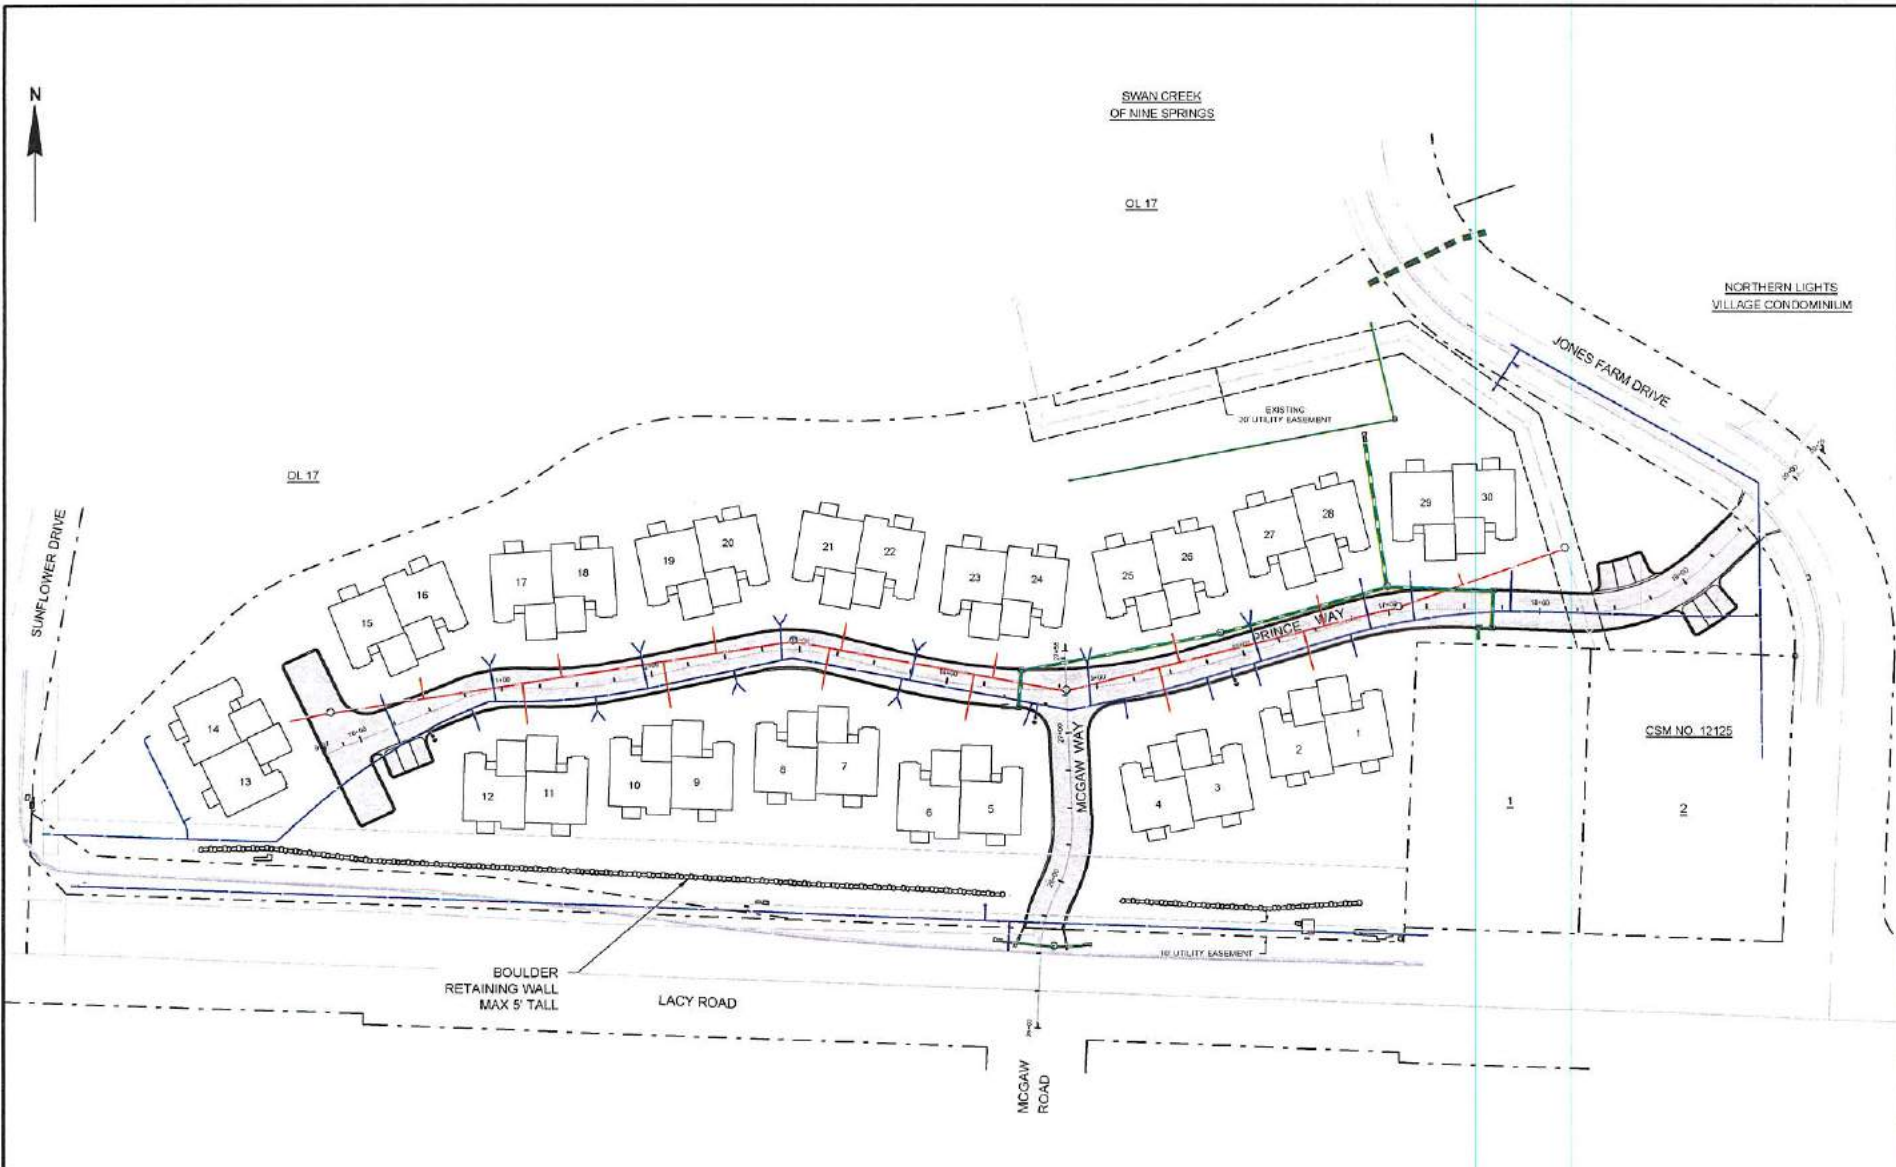 N
SWAN CREEK
OF NINE SPRINGS
OL 17
NORTHERN LIGHTS
VILLAGE CONDOMINIUM
JONES FARM DRIVE
EXISTING
20' UTILITY EASEMENT
OL 17
SUNFLOWER DRIVE
29
30
28
27
26
25
24
23
22
21
20
19
18
17
16
15
14
13
PRINCE WAY
MCGAW WAY
12
11
10
9
8
7
6
5
4
3
2
1
CSM NO. 12125
1
2
10' UTILITY EASEMENT
BOULDER
RETAINING WALL
MAX 5' TALL
LACY ROAD
MCGAW
ROAD